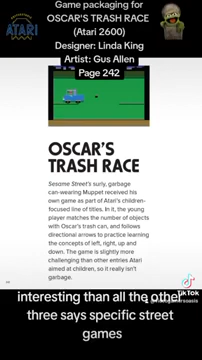 Game packaging for
OSCAR'S TRASH RACE
(Atari 2600)
Designer: Linda King
Artist: Gus Allen
Page 242
ATARI
OSCAR'S
TRASH RACE
Sesame Street's surly, garbage
can-wearing Muppet received his
own game as part of Atari's children-
focused line of titles. In it, the young
player matches the number of objects
with Oscar's trash can, and follows
directional arrows to practice learning
the concepts of left, right, up and
down. The game is slightly more
challenging than other entries Atari
aimed at children, so it really isn't
garbage.
TikTok
interesting than all the other
three says specific street
games